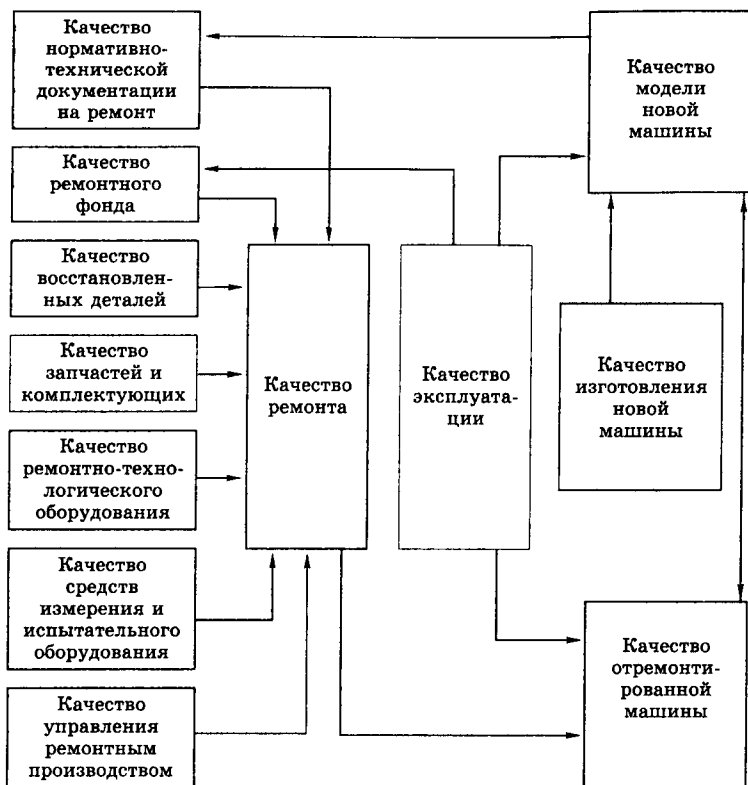 Качество
нормативно-
технической
документации
на ремонт
Качество
ремонтного
фонда
Качество
восстановлен-
ных деталей
Качество
запчастей и
комплектующих
Качество
ремонтно-техно-
логического
оборудования
Качество
средств
измерения и
испытательного
оборудования
Качество
управления
ремонтным
производством
Качество
ремонта
Качество
эксплуата-
ции
Качество
модели
новой
машины
Качество
изготовления
новой
машины
Качество
отремонти-
рованной
машины